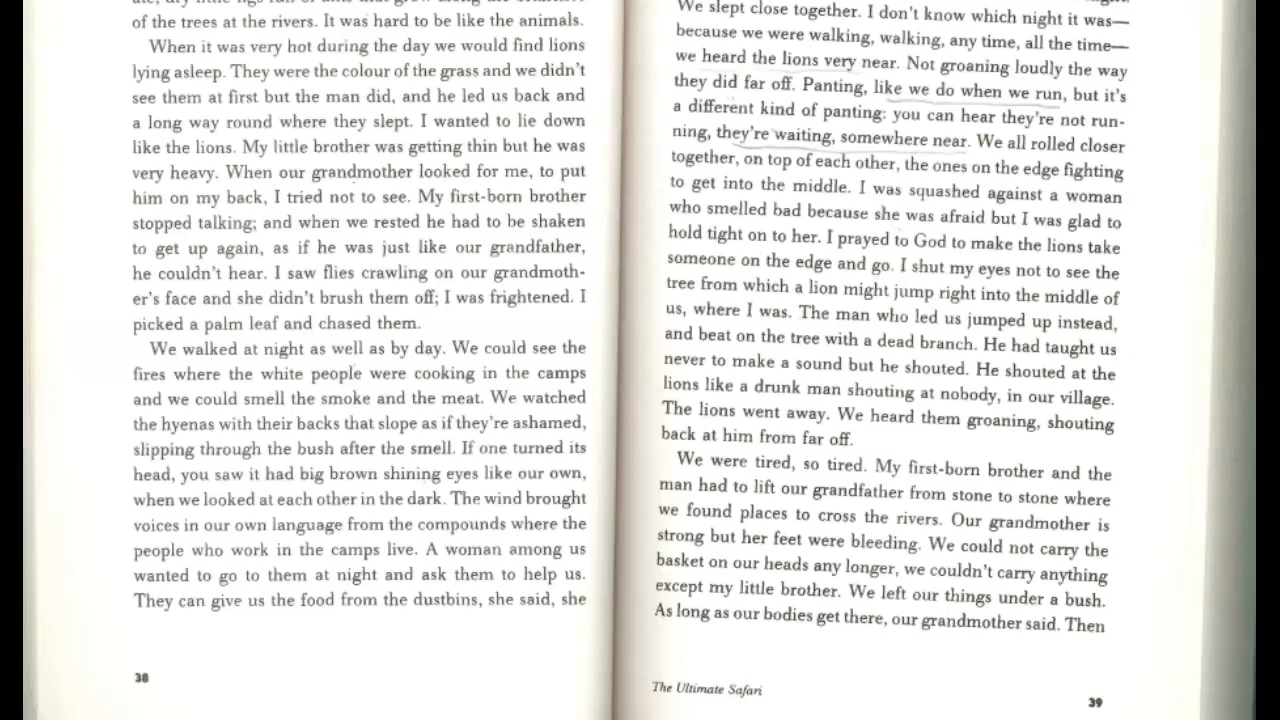 of the trees at the rivers. It was hard to be like the animals.
When it was very hot during the day we would find lions
lying asleep. They were the colour of the grass and we didn't
see them at first but the man did, and he led us back and
a long way round where they slept. I wanted to lie down
like the lions. My little brother was getting thin but he was
very heavy. When our grandmother looked for me, to put
him on my back, I tried not to see. My first-born brother
stopped talking; and when we rested he had to be shaken
to get up again, as if he was just like our grandfather,
he couldn't hear. I saw flies crawling on our grandmoth-
er's face and she didn't brush them off; I was frightened. I
picked a palm leaf and chased them.
We walked at night as well as by day. We could see the
fires where the white people were cooking in the camps
and we could smell the smoke and the meat. We watched
the hyenas with their backs that slope as if they're ashamed,
slipping through the bush after the smell. If one turned its
head, you saw it had big brown shining eyes like our own,
when we looked at each other in the dark. The wind brought
voices in our own language from the compounds where the
people who work in the camps live. A woman among us
wanted to go to them at night and ask them to help us.
They can give us the food from the dustbins, she said, she
38
We slept close together. I don't know which night it was—
because we were walking, walking, any time, all the time—
we heard the lions very near. Not groaning loudly the way
they did far off. Panting, like we do when we run, but it's
a different kind of panting: you can hear they're not run-
ning, they're waiting, somewhere near. We all rolled closer
together, on top of each other, the ones on the edge fighting
to get into the middle. I was squashed against a woman
who smelled bad because she was afraid but I was glad to
hold tight on to her. I prayed to God to make the lions take
someone on the edge and go. I shut my eyes not to see the
tree from which a lion might jump right into the middle of
us, where I was. The man who led us jumped up instead,
and beat on the tree with a dead branch. He had taught us
never to make a sound but he shouted. He shouted at the
lions like a drunk man shouting at nobody, in our village.
The lions went away. We heard them groaning, shouting
back at him from far off.
We were tired, so tired. My first-born brother and the
man had to lift our grandfather from stone to stone where
we found places to cross the rivers. Our grandmother is
strong but her feet were bleeding. We could not carry the
basket on our heads any longer, we couldn't carry anything
except my little brother. We left our things under a bush.
As long as our bodies get there, our grandmother said. Then
The Ultimate Safari
39